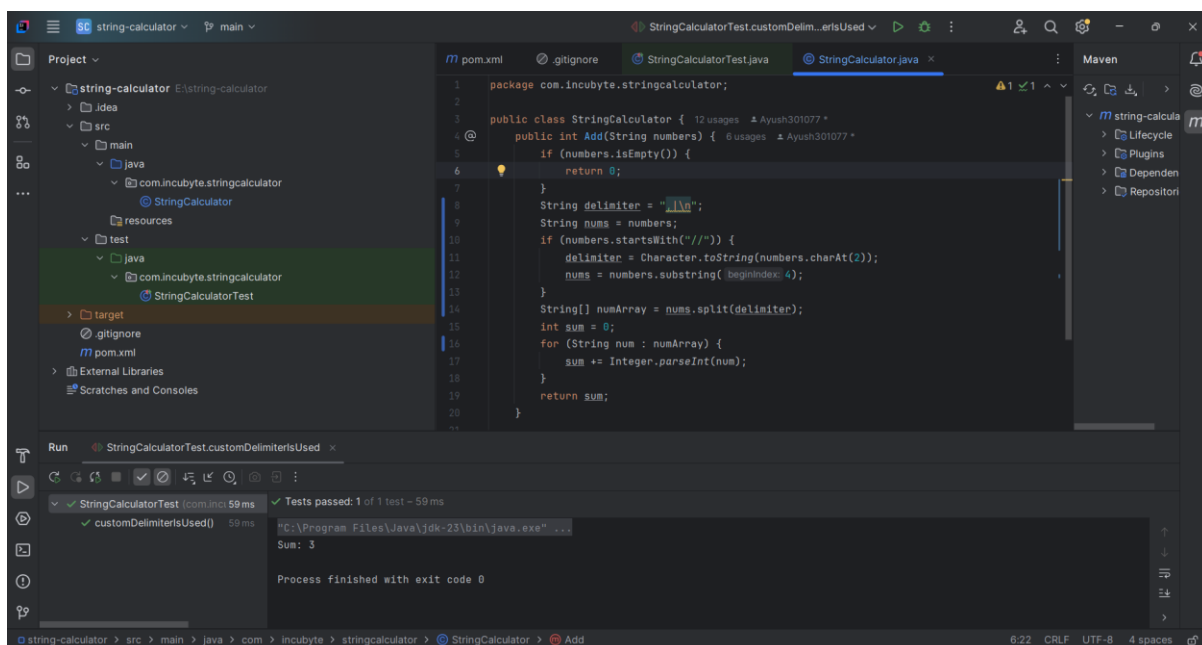 SC string-calculator main StringCalculatorTest.customDelim...erIsUsed
Project
string-calculator E:\string-calculator
.idea
src
main
java
com.incubyte.stringcalculator
StringCalculator
resources
test
java
com.incubyte.stringcalculator
StringCalculatorTest
target
.gitignore
m pom.xml
External Libraries
Scratches and Consoles
m pom.xml .gitignore StringCalculatorTest.java StringCalculator.java
1 package com.incubyte.stringcalculator;
2
3 public class StringCalculator { 12 usages Ayush301077 *
4 @ public int Add(String numbers) { 6 usages Ayush301077 *
5 if (numbers.isEmpty()) {
6 return 0;
7 }
8 String delimiter = ",|\n";
9 String nums = numbers;
10 if (numbers.startsWith("//")) {
11 delimiter = Character.toString(numbers.charAt(2));
12 nums = numbers.substring( beginIndex: 4);
13 }
14 String[] numArray = nums.split(delimiter);
15 int sum = 0;
16 for (String num : numArray) {
17 sum += Integer.parseInt(num);
18 }
19 return sum;
20 }
21
1 1
Maven
m string-calcula
Lifecycle
Plugins
Dependen
Repositori
m
Run StringCalculatorTest.customDelimiterIsUsed
StringCalculatorTest (com.incu 59 ms
customDelimiterIsUsed() 59 ms
Tests passed: 1 of 1 test – 59 ms
"C:\Program Files\Java\jdk-23\bin\java.exe" ...
Sum: 3
Process finished with exit code 0
string-calculator > src > main > java > com > incubyte > stringcalculator > StringCalculator > Add
6:22 CRLF UTF-8 4 spaces